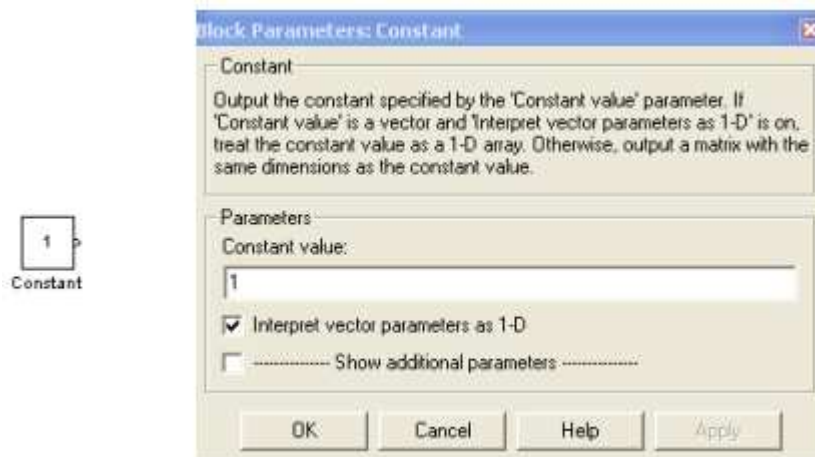 Block Parameters: Constant
Constant
Output the constant specified by the 'Constant value' parameter. If
'Constant value' is a vector and 'Interpret vector parameters as 1-D' is on,
treat the constant value as a 1-D array. Otherwise, output a matrix with the
same dimensions as the constant value.
1
Constant
Parameters
Constant value:
1
Interpret vector parameters as 1-D
--------------- Show additional parameters ---------------
OK Cancel Help Apply